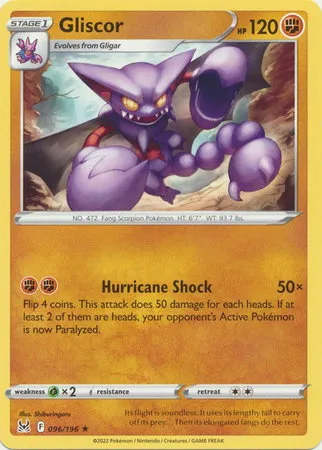 STAGE 1 Gliscor HP 120
Evolves from Gligar
NO. 472 Fang Scorpion Pokémon HT: 6'7" WT: 93.7 lbs.
Hurricane Shock 50×
Flip 4 coins. This attack does 50 damage for each heads. If
at least 2 of them are heads, your opponent's Active Pokémon
is now Paralyzed.
weakness ×2 resistance retreat
Illus. Shiburingaru
F 096/196 ★
Its flight is soundless. It uses its lengthy tail to carry
off its prey... Then its elongated fangs do the rest.
©2022 Pokémon / Nintendo / Creatures / GAME FREAK